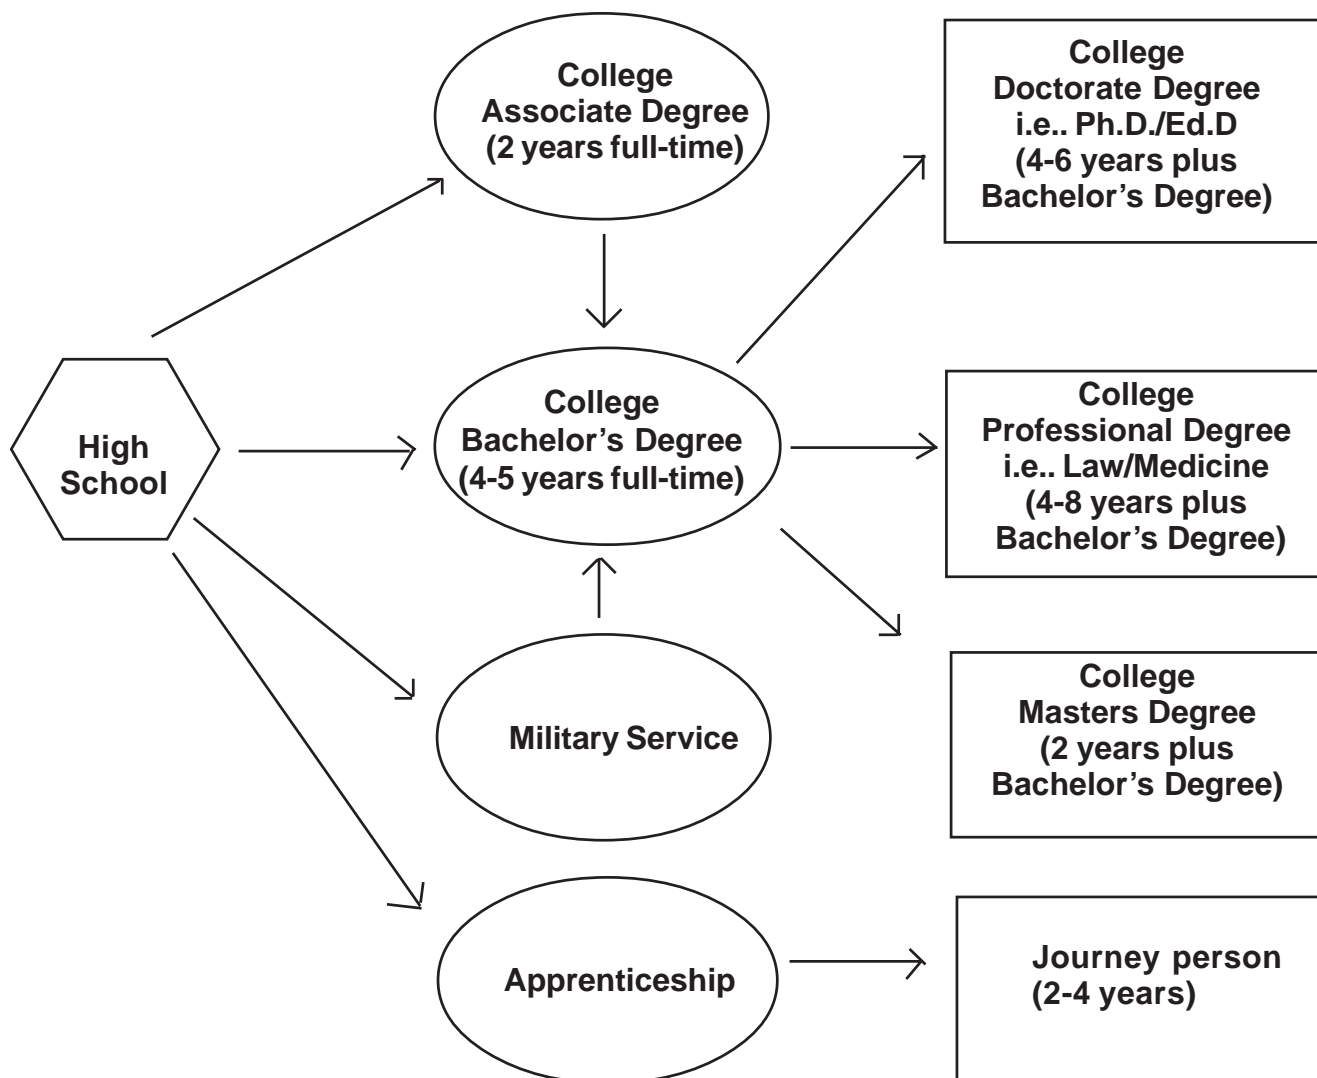 College
Associate Degree
(2 years full-time)
College
Doctorate Degree
i.e.. Ph.D./Ed.D
(4-6 years plus
Bachelor’s Degree)
High
School
College
Bachelor’s Degree
(4-5 years full-time)
College
Professional Degree
i.e.. Law/Medicine
(4-8 years plus
Bachelor’s Degree)
Military Service
College
Masters Degree
(2 years plus
Bachelor’s Degree)
Apprenticeship
Journey person
(2-4 years)